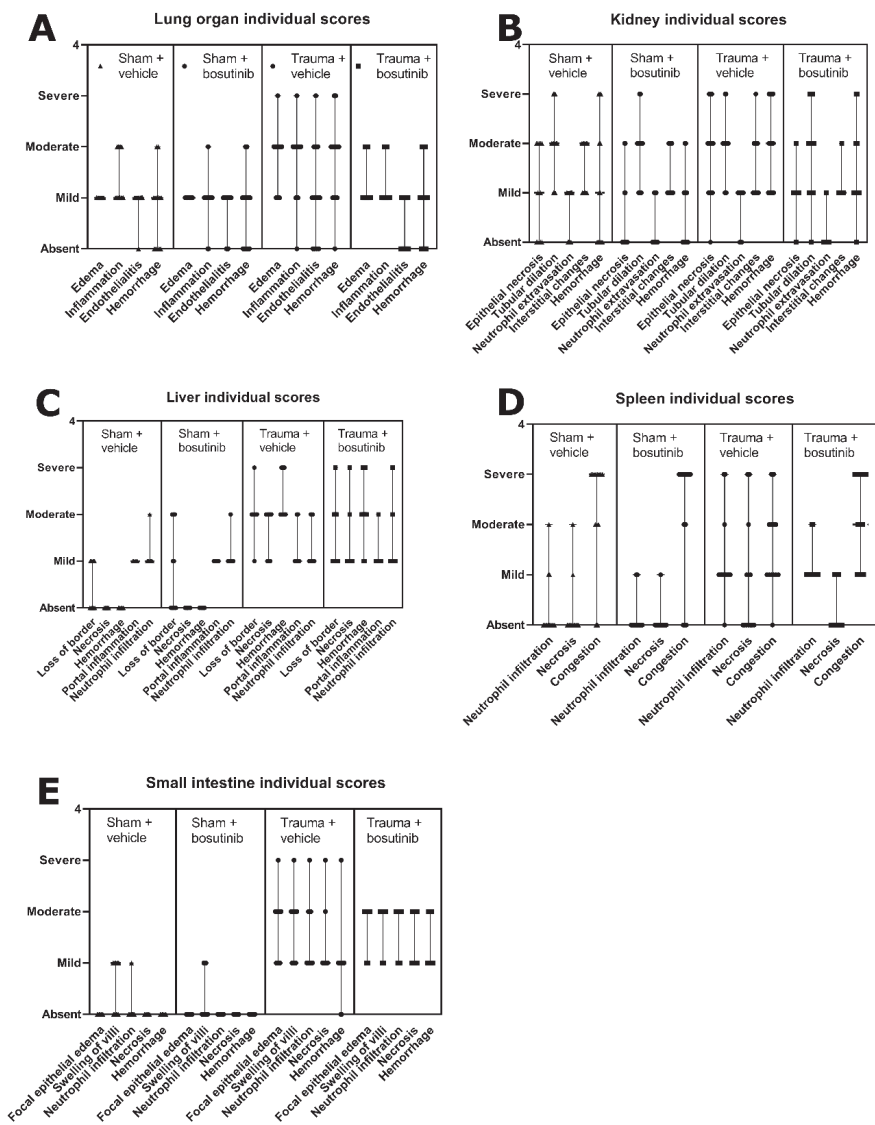 A
Lung organ individual scores
4
Severe
Moderate
Mild
Absent
Sham +
vehicle
Sham +
bosutinib
Trauma +
vehicle
Trauma +
bosutinib
Edema
Inflammation
Endothelialitis
Hemorrhage
Edema
Inflammation
Endothelialitis
Hemorrhage
Edema
Inflammation
Endothelialitis
Hemorrhage
Edema
Inflammation
Endothelialitis
Hemorrhage
B
Kidney individual scores
4
Severe
Moderate
Mild
Absent
Sham +
vehicle
Sham +
bosutinib
Trauma +
vehicle
Trauma +
bosutinib
Epithelial necrosis
Tubular dilation
Neutrophil extravasation
Interstitial changes
Hemorrhage
Epithelial necrosis
Tubular dilation
Neutrophil extravasation
Interstitial changes
Hemorrhage
Epithelial necrosis
Tubular dilation
Neutrophil extravasation
Interstitial changes
Hemorrhage
Epithelial necrosis
Tubular dilation
Neutrophil extravasation
Interstitial changes
Hemorrhage
C
Liver individual scores
4
Severe
Moderate
Mild
Absent
Sham +
vehicle
Sham +
bosutinib
Trauma +
vehicle
Trauma +
bosutinib
Loss of border
Necrosis
Hemorrhage
Portal inflammation
Neutrophil infiltration
Loss of border
Necrosis
Hemorrhage
Portal inflammation
Neutrophil infiltration
Loss of border
Necrosis
Hemorrhage
Portal inflammation
Neutrophil infiltration
Loss of border
Necrosis
Hemorrhage
Portal inflammation
Neutrophil infiltration
D
Spleen individual scores
4
Severe
Moderate
Mild
Absent
Sham +
vehicle
Sham +
bosutinib
Trauma +
vehicle
Trauma +
bosutinib
Neutrophil infiltration
Necrosis
Congestion
Neutrophil infiltration
Necrosis
Congestion
Neutrophil infiltration
Necrosis
Congestion
Neutrophil infiltration
Necrosis
Congestion
E
Small intestine individual scores
4
Severe
Moderate
Mild
Absent
Sham +
vehicle
Sham +
bosutinib
Trauma +
vehicle
Trauma +
bosutinib
Focal epithelial edema
Swelling of villi
Neutrophil infiltration
Necrosis
Hemorrhage
Focal epithelial edema
Swelling of villi
Neutrophil infiltration
Necrosis
Hemorrhage
Focal epithelial edema
Swelling of villi
Neutrophil infiltration
Necrosis
Hemorrhage
Focal epithelial edema
Swelling of villi
Neutrophil infiltration
Necrosis
Hemorrhage